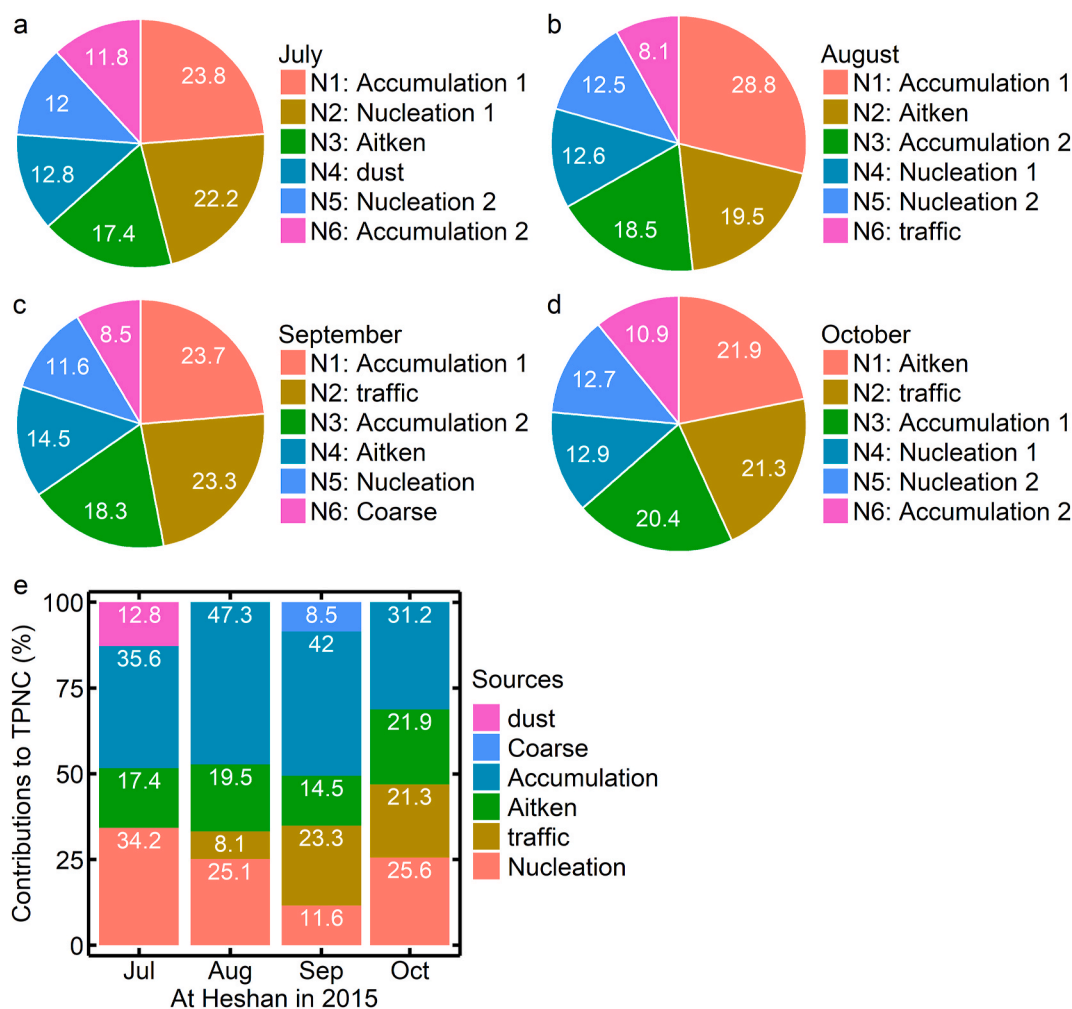 a
July
11.8
23.8
12
12.8
22.2
17.4
N1: Accumulation 1
N2: Nucleation 1
N3: Aitken
N4: dust
N5: Nucleation 2
N6: Accumulation 2
b
August
8.1
28.8
12.5
12.6
19.5
18.5
N1: Accumulation 1
N2: Aitken
N3: Accumulation 2
N4: Nucleation 1
N5: Nucleation 2
N6: traffic
c
September
8.5
23.7
11.6
14.5
23.3
18.3
N1: Accumulation 1
N2: traffic
N3: Accumulation 2
N4: Aitken
N5: Nucleation
N6: Coarse
d
October
10.9
21.9
12.7
12.9
21.3
20.4
N1: Aitken
N2: traffic
N3: Accumulation 1
N4: Nucleation 1
N5: Nucleation 2
N6: Accumulation 2
e
Contributions to TPNC (%)
100
75
50
25
0
12.8
35.6
17.4
34.2
47.3
19.5
8.1
25.1
8.5
42
14.5
23.3
11.6
31.2
21.9
21.3
25.6
Jul Aug Sep Oct
At Heshan in 2015
Sources
dust
Coarse
Accumulation
Aitken
traffic
Nucleation